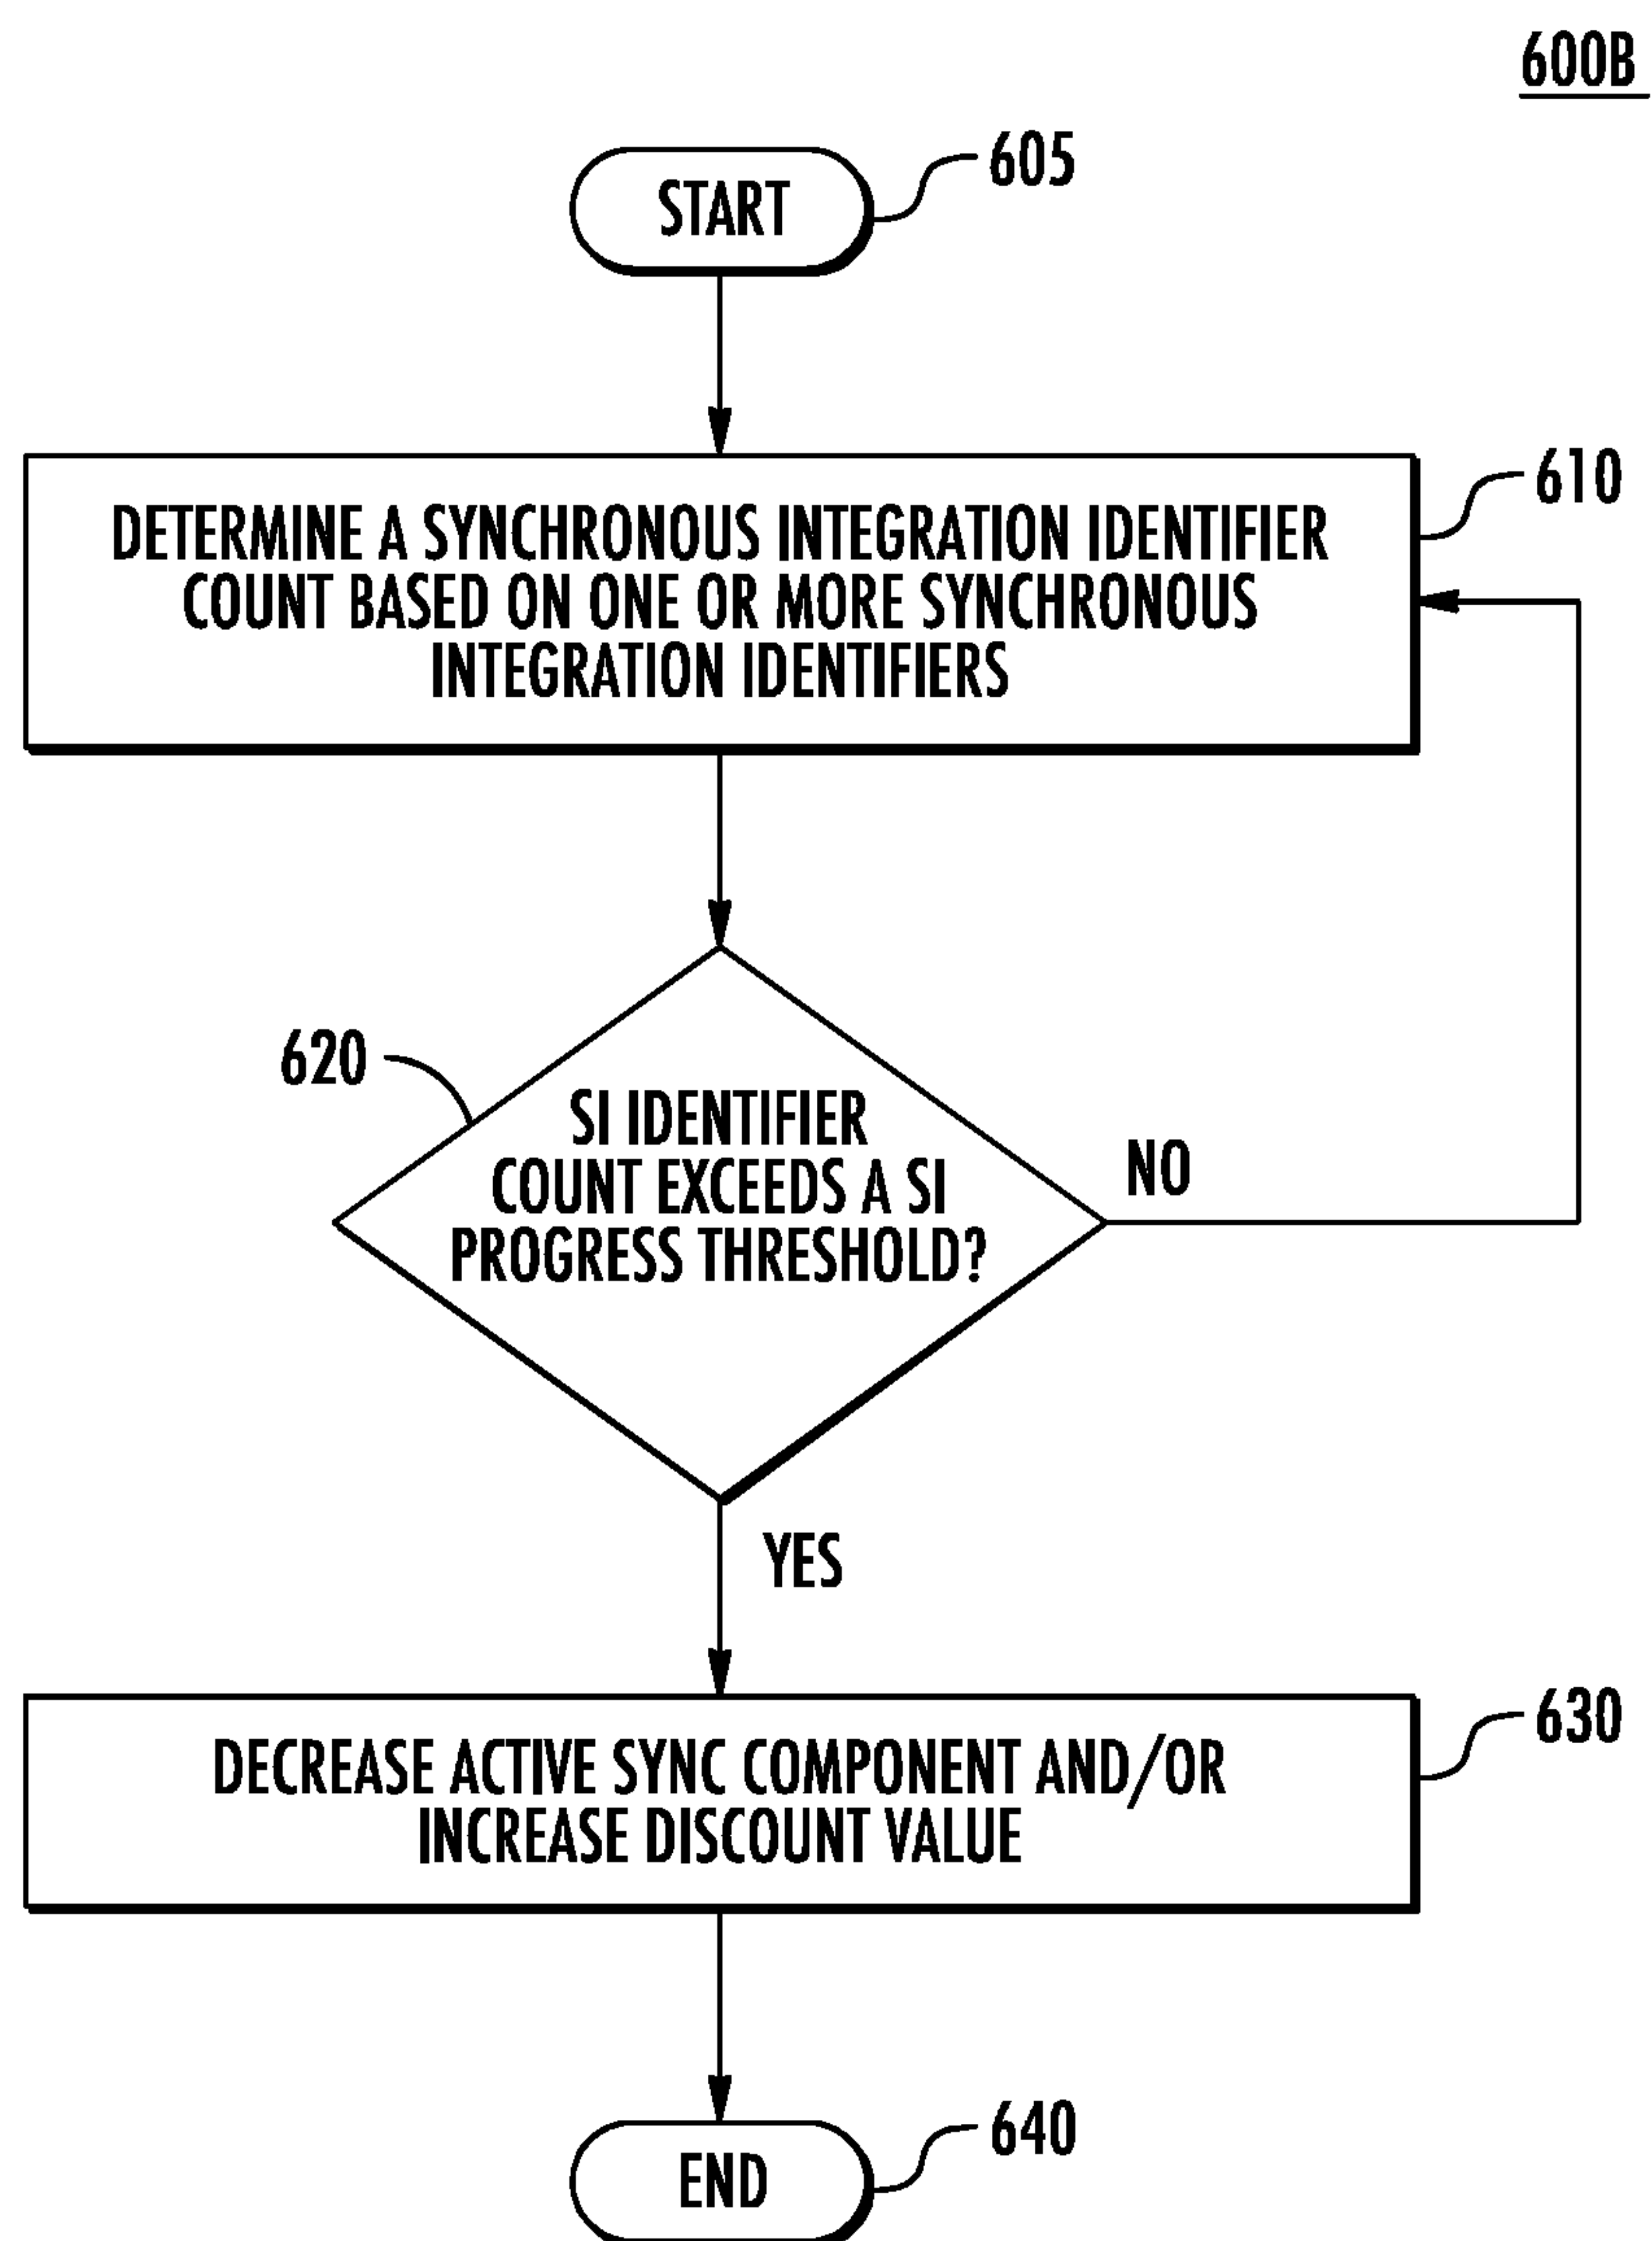 600B
START
605
DETERMINE A SYNCHRONOUS INTEGRATION IDENTIFIER
COUNT BASED ON ONE OR MORE SYNCHRONOUS
INTEGRATION IDENTIFIERS
610
620
SI IDENTIFIER
COUNT EXCEEDS A SI
PROGRESS THRESHOLD?
NO
YES
DECREASE ACTIVE SYNC COMPONENT AND/OR
INCREASE DISCOUNT VALUE
630
END
640